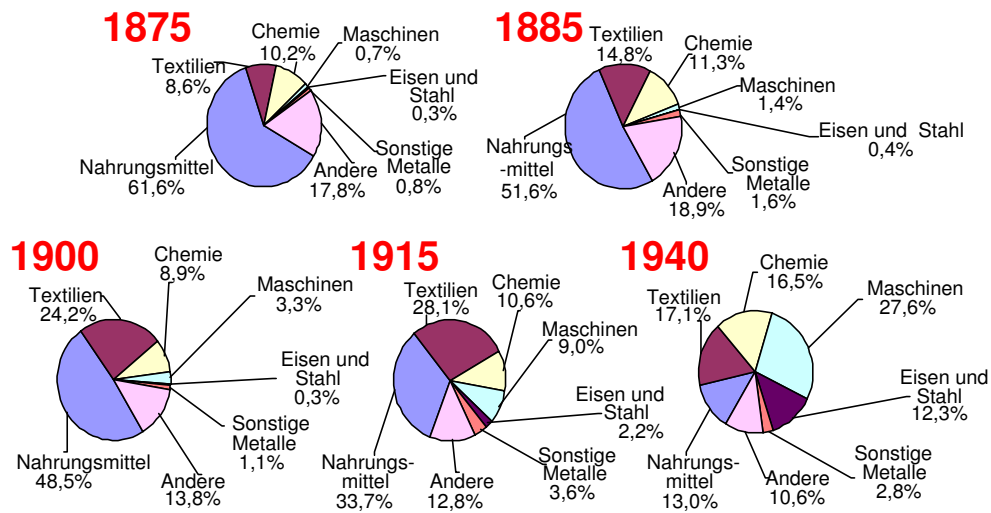 1875
Textilien
8,6%
Chemie
10,2%
Maschinen
0,7%
Eisen und
Stahl
0,3%
Sonstige
Metalle
0,8%
Andere
17,8%
Nahrungsmittel
61,6%
1885
Textilien
14,8%
Chemie
11,3%
Maschinen
1,4%
Eisen und Stahl
0,4%
Sonstige
Metalle
1,6%
Andere
18,9%
Nahrungs
-mittel
51,6%
1900
Textilien
24,2%
Chemie
8,9%
Maschinen
3,3%
Eisen und
Stahl
0,3%
Sonstige
Metalle
1,1%
Andere
13,8%
Nahrungsmittel
48,5%
1915
Textilien
28,1%
Chemie
10,6%
Maschinen
9,0%
Eisen und
Stahl
2,2%
Sonstige
Metalle
3,6%
Andere
12,8%
Nahrungs-
mittel
33,7%
1940
Textilien
17,1%
Chemie
16,5%
Maschinen
27,6%
Eisen und
Stahl
12,3%
Sonstige
Metalle
2,8%
Andere
10,6%
Nahrungs-
mittel
13,0%